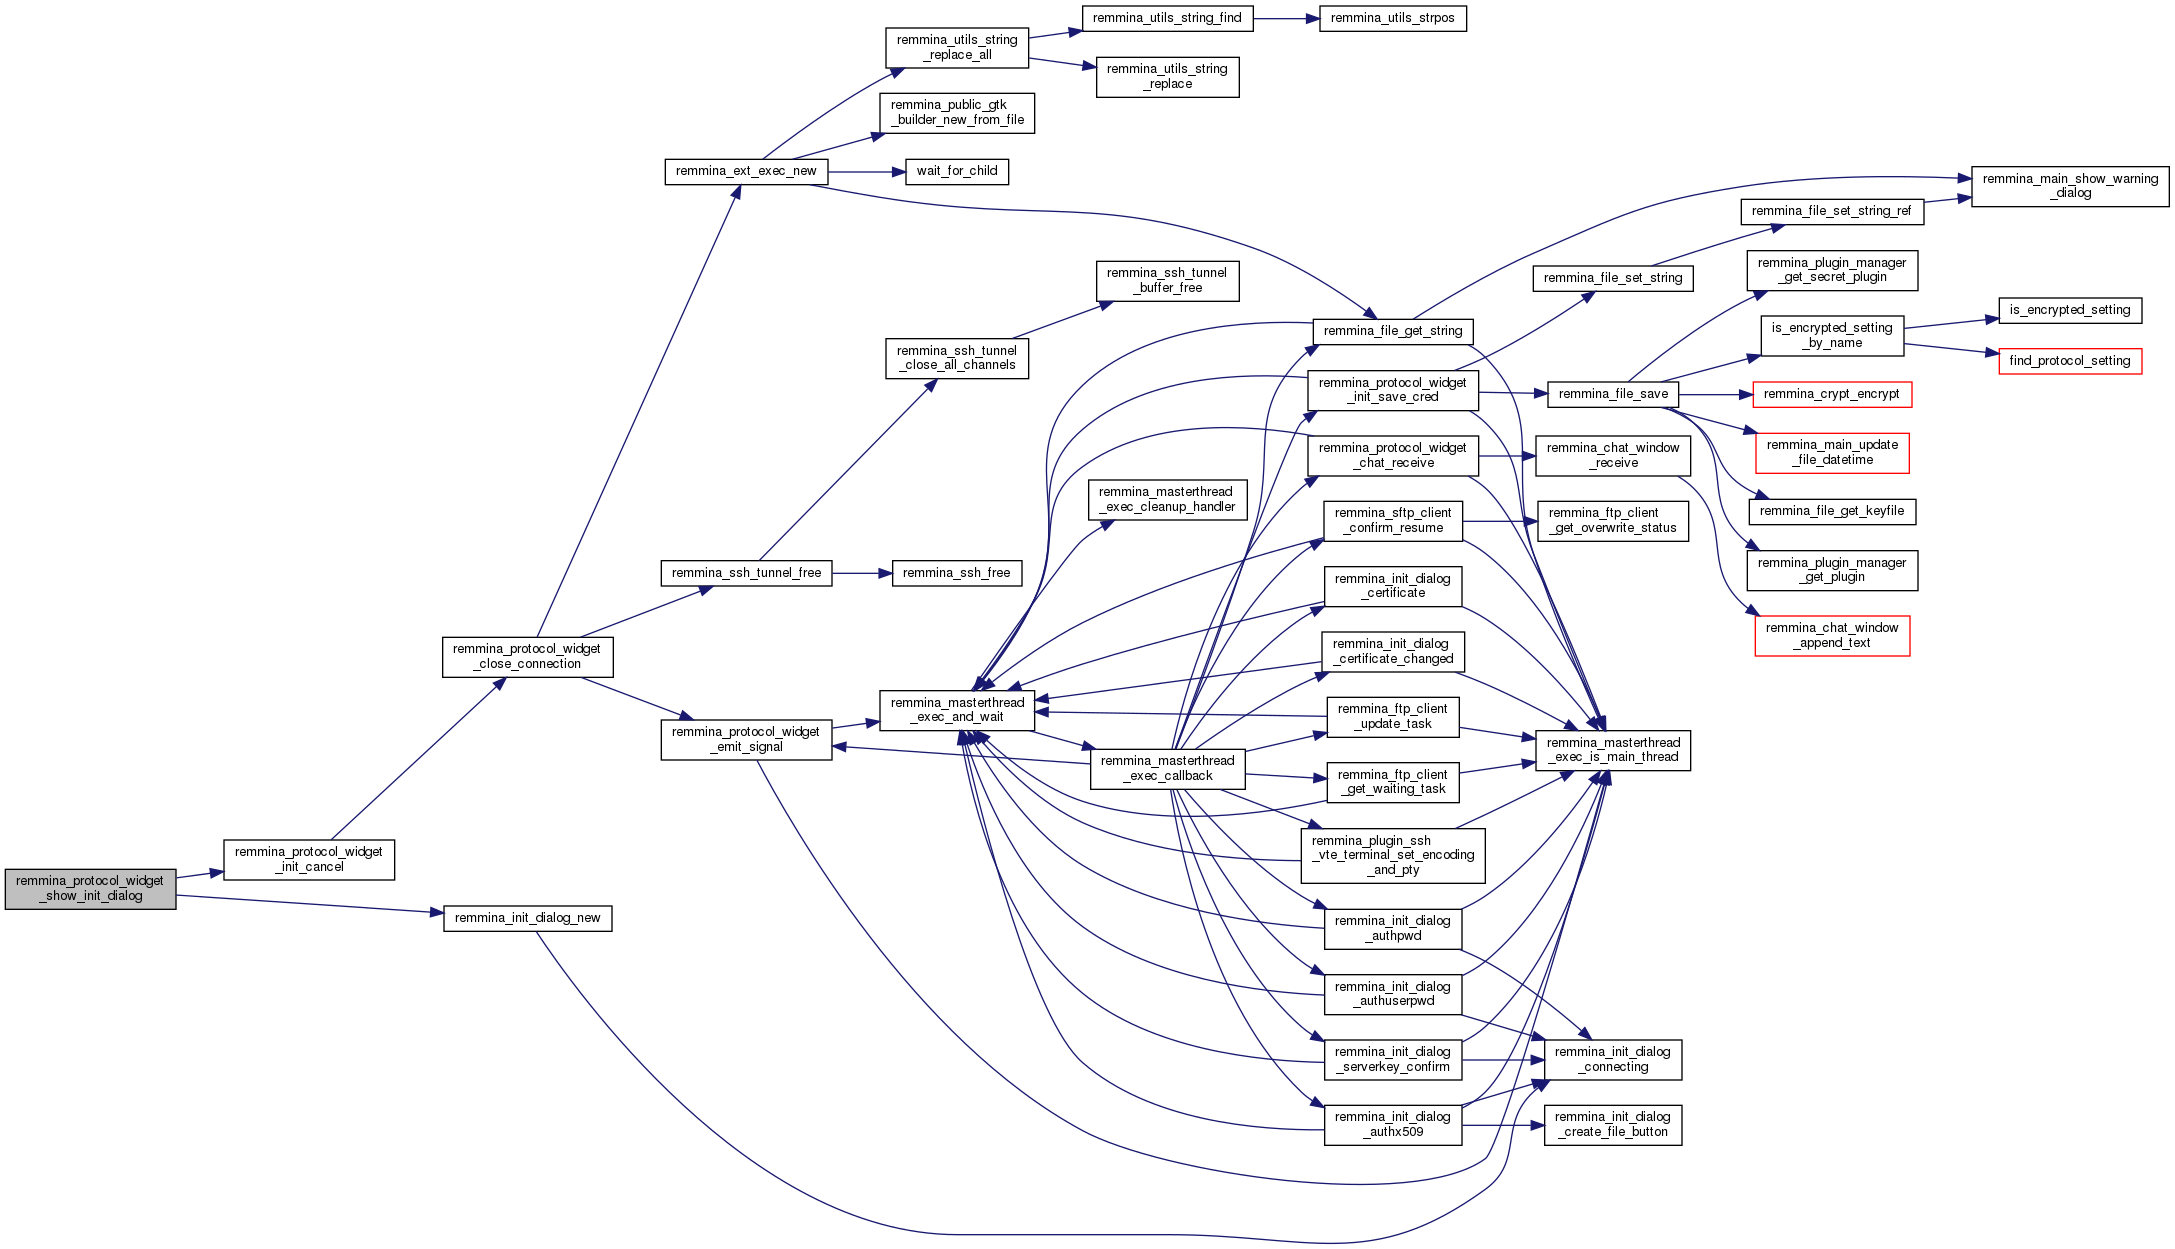 remmina_protocol_widget
_show_init_dialog
remmina_protocol_widget
_init_cancel
remmina_init_dialog_new
remmina_protocol_widget
_close_connection
remmina_ext_exec_new
remmina_ssh_tunnel_free
remmina_protocol_widget
_emit_signal
remmina_utils_string
_replace_all
remmina_public_gtk
_builder_new_from_file
wait_for_child
remmina_ssh_tunnel
_close_all_channels
remmina_ssh_free
remmina_masterthread
_exec_and_wait
remmina_utils_string_find
remmina_utils_string
_replace
remmina_ssh_tunnel
_buffer_free
remmina_masterthread
_exec_cleanup_handler
remmina_masterthread
_exec_callback
remmina_utils_strpos
remmina_file_get_string
remmina_protocol_widget
_init_save_cred
remmina_protocol_widget
_chat_receive
remmina_sftp_client
_confirm_resume
remmina_init_dialog
_certificate
remmina_init_dialog
_certificate_changed
remmina_ftp_client
_update_task
remmina_ftp_client
_get_waiting_task
remmina_plugin_ssh
_vte_terminal_set_encoding
_and_pty
remmina_init_dialog
_authpwd
remmina_init_dialog
_authuserpwd
remmina_init_dialog
_serverkey_confirm
remmina_init_dialog
_authx509
remmina_file_set_string
remmina_file_save
remmina_chat_window
_receive
remmina_ftp_client
_get_overwrite_status
remmina_masterthread
_exec_is_main_thread
remmina_init_dialog
_connecting
remmina_init_dialog
_create_file_button
remmina_file_set_string_ref
remmina_plugin_manager
_get_secret_plugin
is_encrypted_setting
_by_name
remmina_crypt_encrypt
remmina_main_update
_file_datetime
remmina_file_get_keyfile
remmina_plugin_manager
_get_plugin
remmina_chat_window
_append_text
remmina_main_show_warning
_dialog
is_encrypted_setting
find_protocol_setting